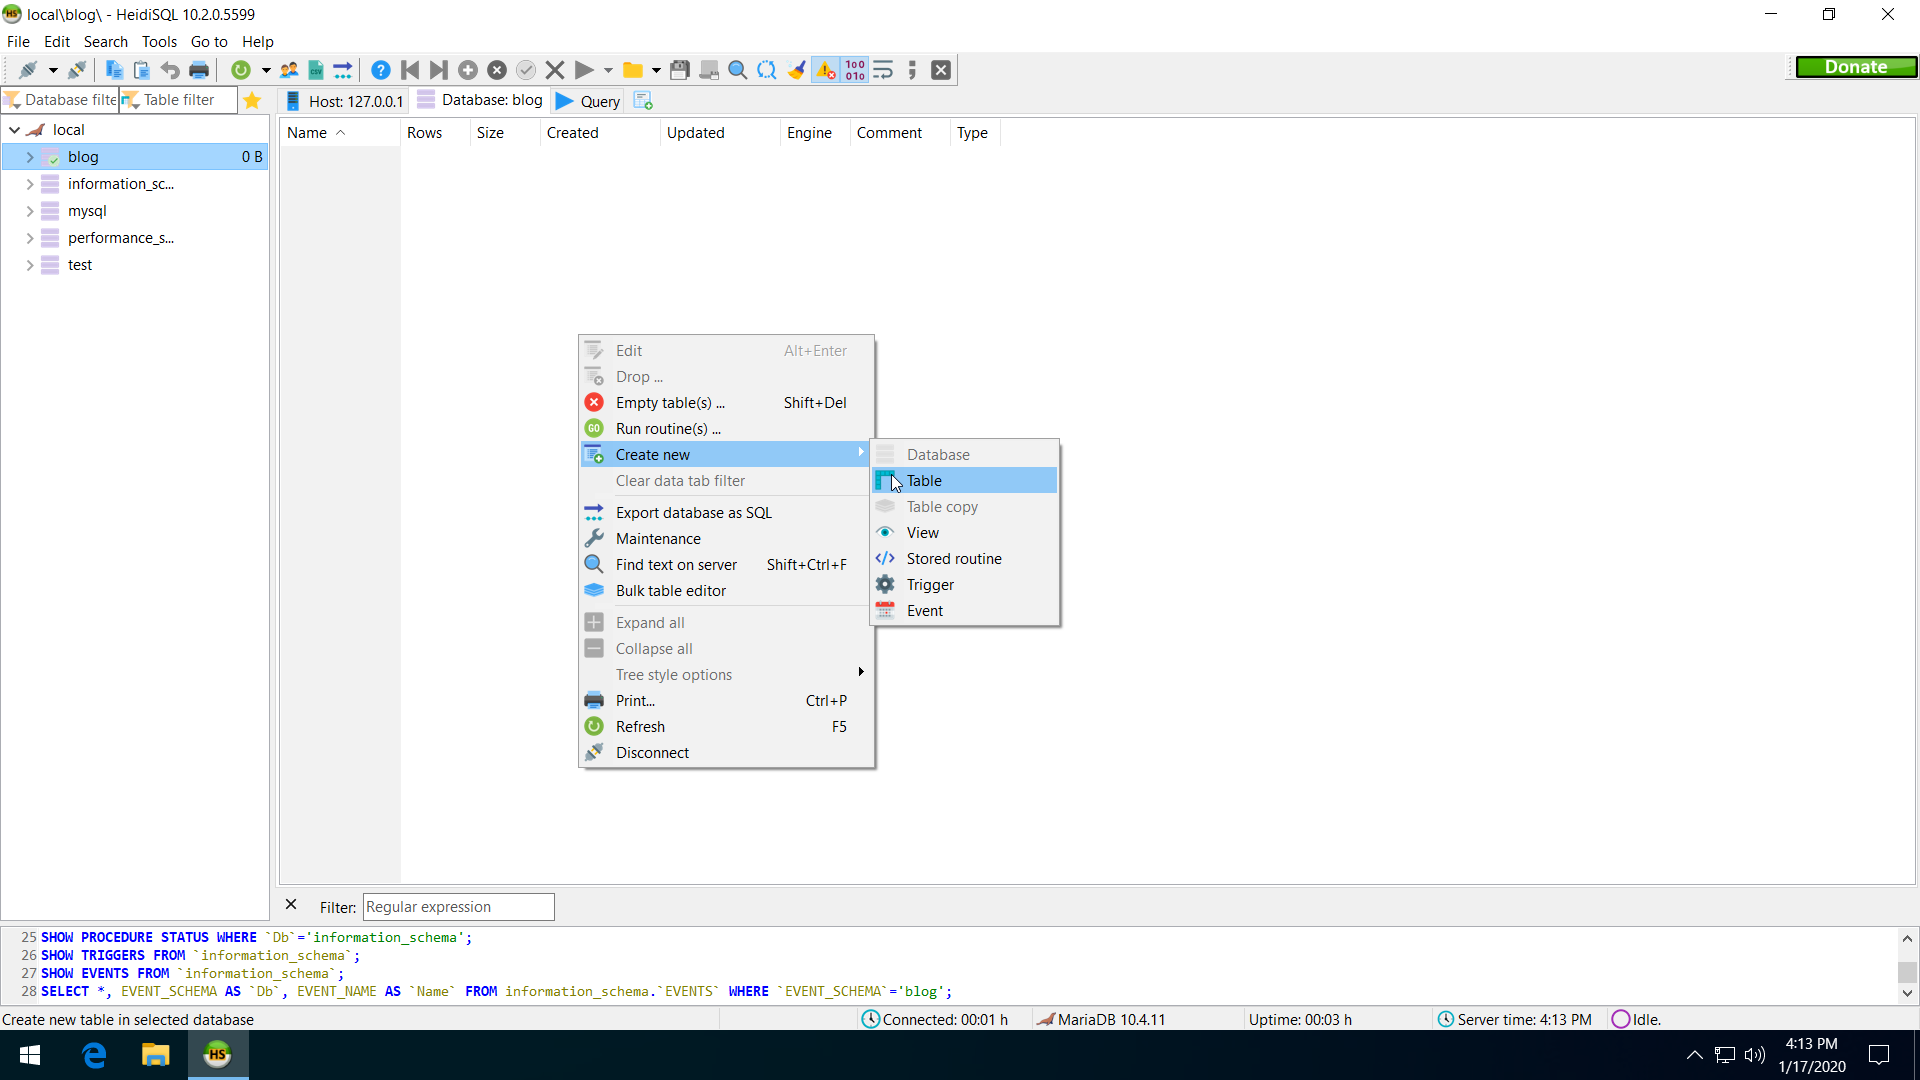 local\blog\ - HeidiSQL 10.2.0.5599
File Edit Search Tools Go to Help
Donate
Database filte Table filter
Host: 127.0.0.1 Database: blog Query
local
blog 0 B
information_sc...
mysql
performance_s...
test
Name Rows Size Created Updated Engine Comment Type
Edit Alt+Enter
Drop ...
Empty table(s) ... Shift+Del
GO Run routine(s) ...
Create new
Clear data tab filter
Export database as SQL
Maintenance
Find text on server Shift+Ctrl+F
Bulk table editor
Expand all
Collapse all
Tree style options
Print... Ctrl+P
Refresh F5
Disconnect
Database
Table
Table copy
View
Stored routine
Trigger
Event
Filter: Regular expression
25 SHOW PROCEDURE STATUS WHERE `Db`='information_schema';
26 SHOW TRIGGERS FROM `information_schema`;
27 SHOW EVENTS FROM `information_schema`;
28 SELECT *, EVENT_SCHEMA AS `Db`, EVENT_NAME AS `Name` FROM information_schema.`EVENTS` WHERE `EVENT_SCHEMA`='blog';
Create new table in selected database Connected: 00:01 h MariaDB 10.4.11 Uptime: 00:03 h Server time: 4:13 PM Idle.
HS
4:13 PM
1/17/2020